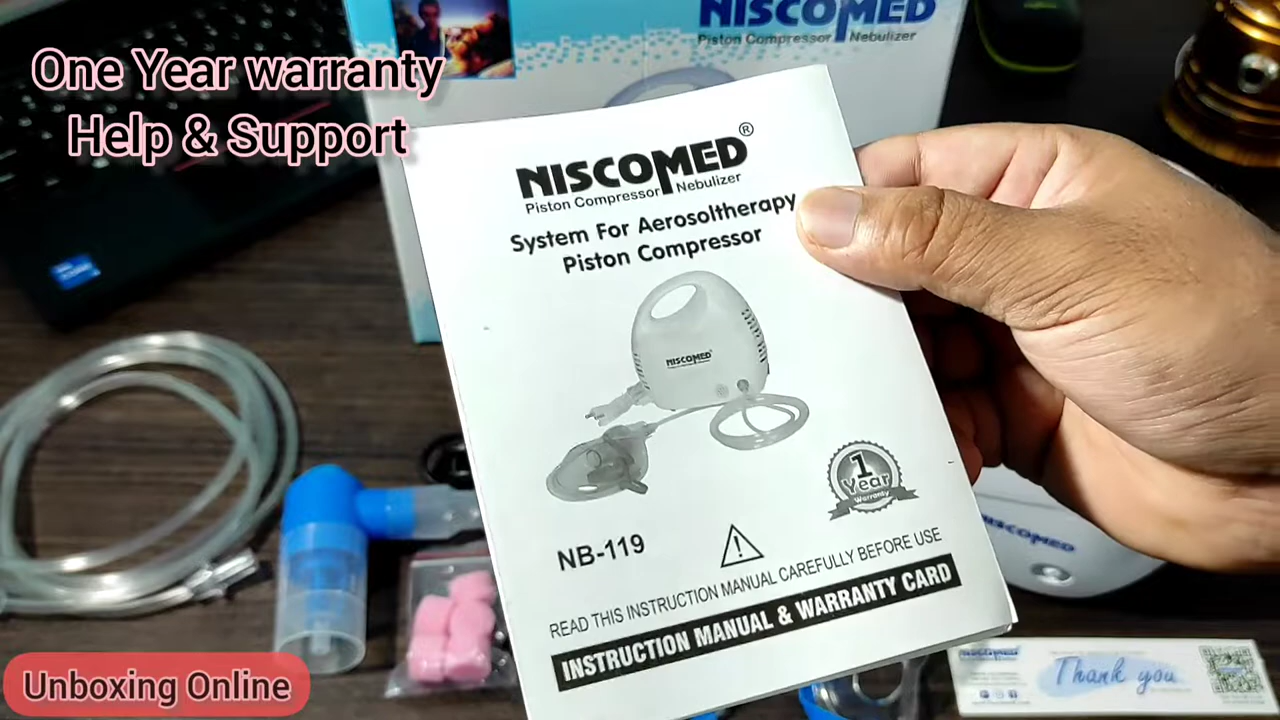 One Year warranty
Help & Support
NISCOMED
Piston Compressor Nebulizer
NISCOMED®
Piston Compressor Nebulizer
System For Aerosoltherapy
Piston Compressor
NISCOMED
1
Year
Warranty
NB-119
READ THIS INSTRUCTION MANUAL CAREFULLY BEFORE USE
INSTRUCTION MANUAL & WARRANTY CARD
NISCOMED
NISCOMED
Thank you
Unboxing Online